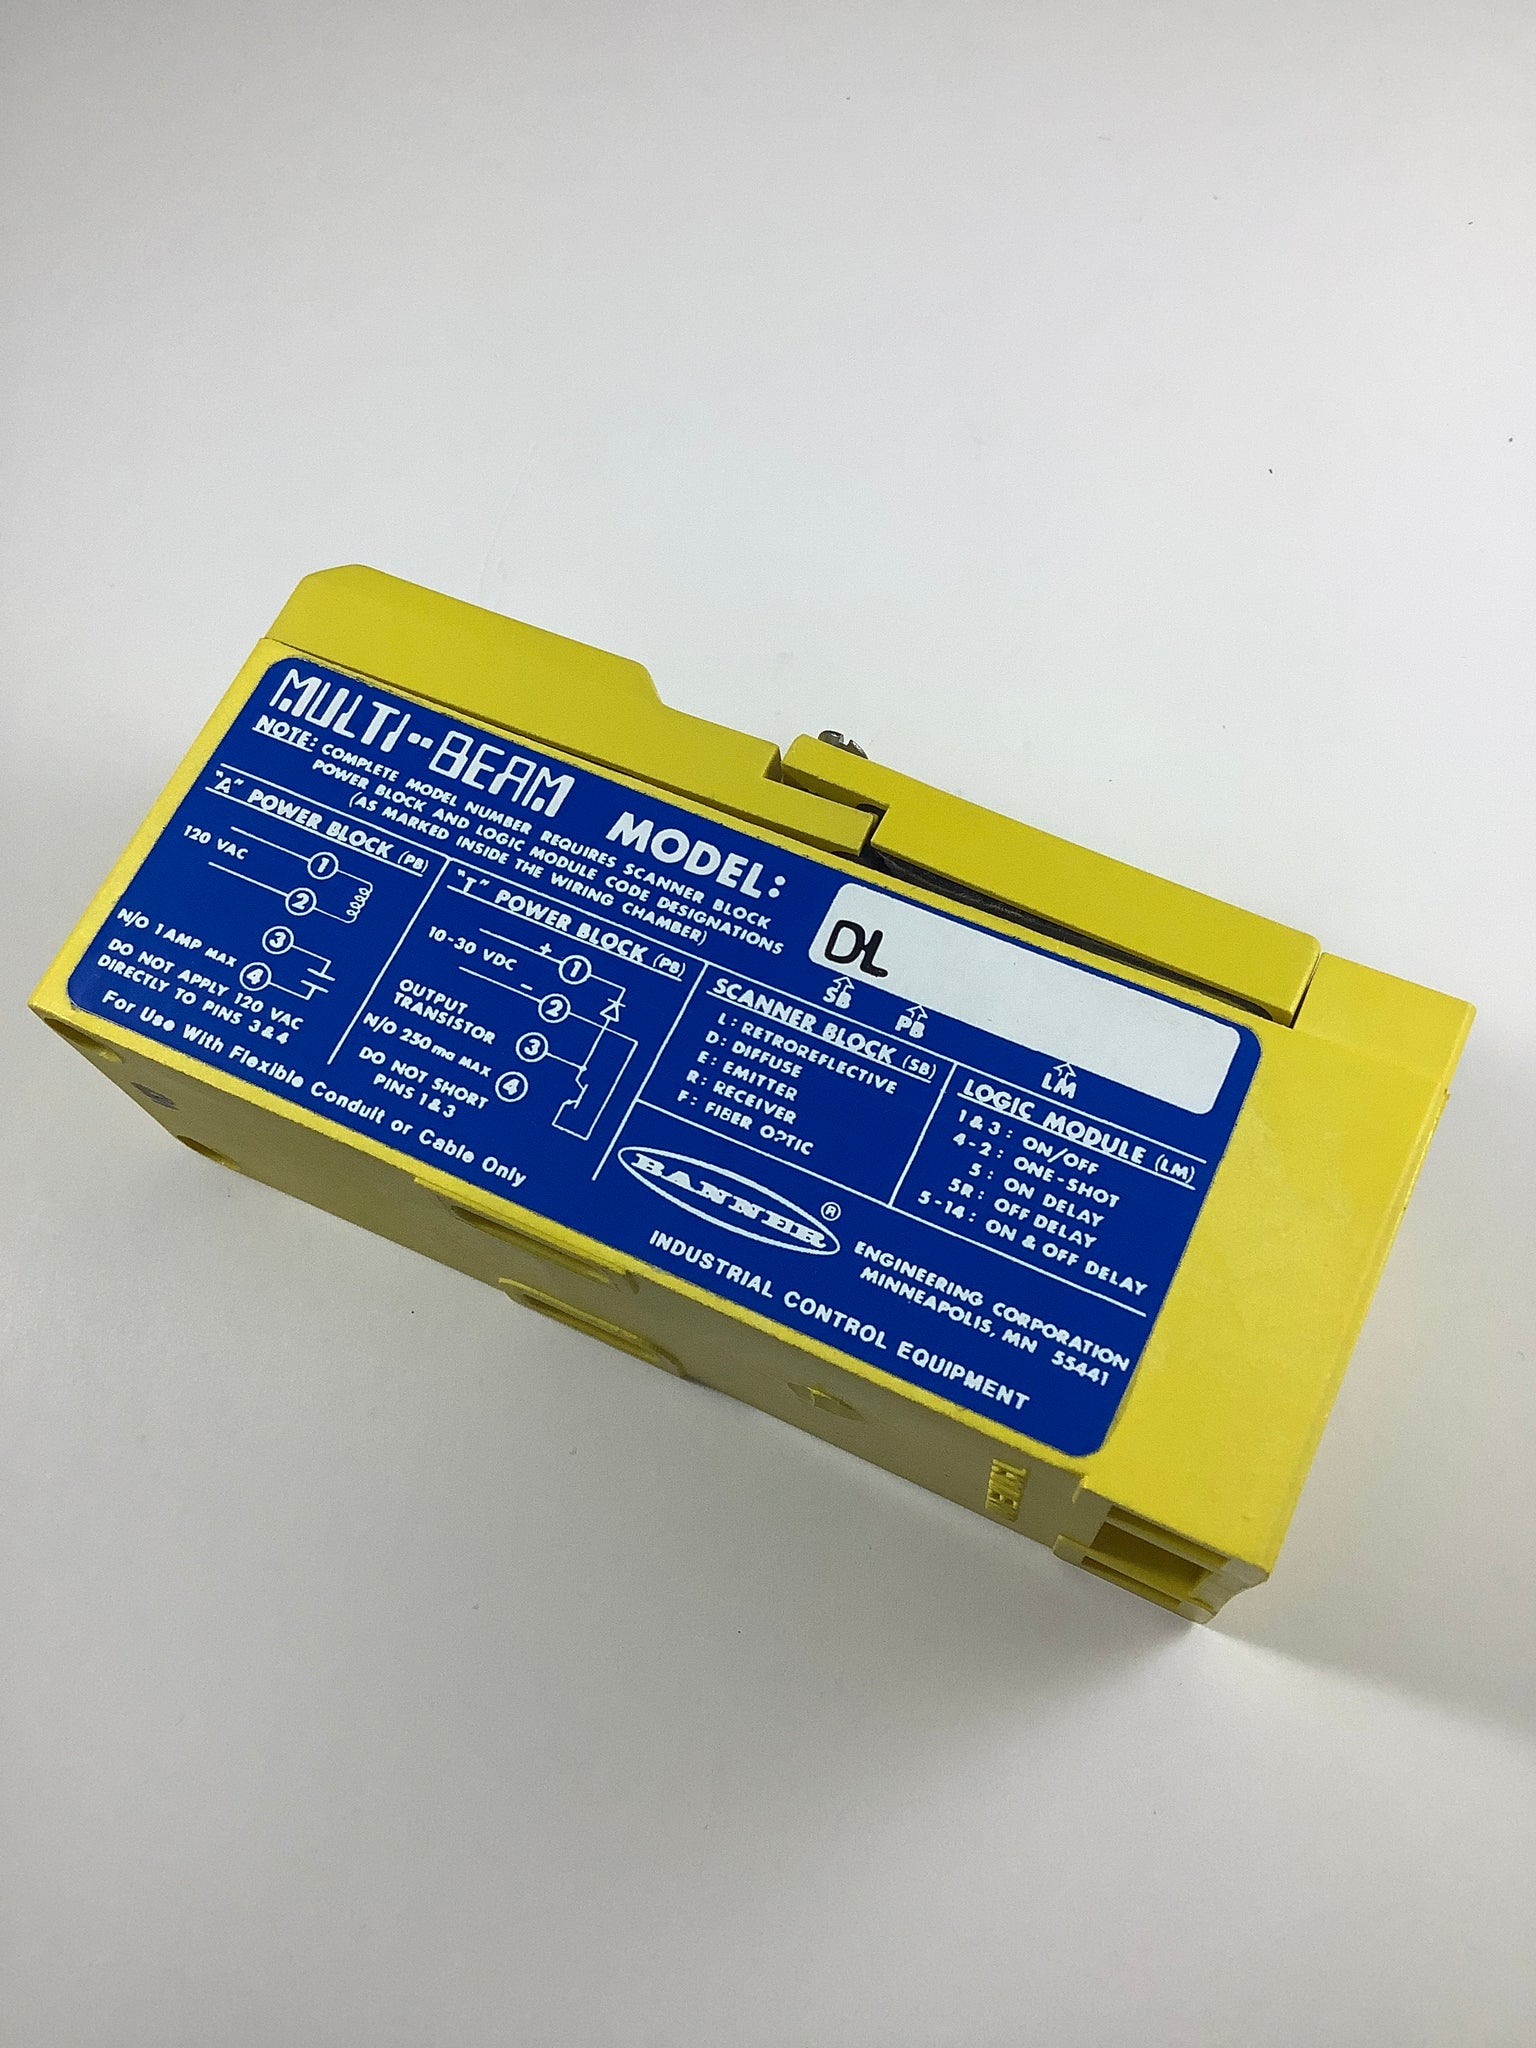 MULTI-BEAM MODEL:
DL
NOTE: COMPLETE MODEL NUMBER REQUIRES SCANNER BLOCK
POWER BLOCK AND LOGIC MODULE CODE DESIGNATIONS
(AS MARKED INSIDE THE WIRING CHAMBER)
SB
PB
LM
"A" POWER BLOCK (PB)
120 VAC
1
2
3
N/O 1 AMP MAX
4
DO NOT APPLY 120 VAC
DIRECTLY TO PINS 3 & 4
"T" POWER BLOCK (PB)
10-30 VDC
+
1
-
2
OUTPUT
TRANSISTOR
3
N/O 250 ma MAX
4
DO NOT SHORT
PINS 1 & 3
For Use With Flexible Conduit or Cable Only
SCANNER BLOCK (SB)
L: RETROREFLECTIVE
D: DIFFUSE
E: EMITTER
R: RECEIVER
F: FIBER OPTIC
LOGIC MODULE (LM)
1 & 3: ON/OFF
4-2: ONE-SHOT
5: ON DELAY
5R: OFF DELAY
5-14: ON & OFF DELAY
BANNER ®
ENGINEERING CORPORATION
MINNEAPOLIS, MN 55441
INDUSTRIAL CONTROL EQUIPMENT